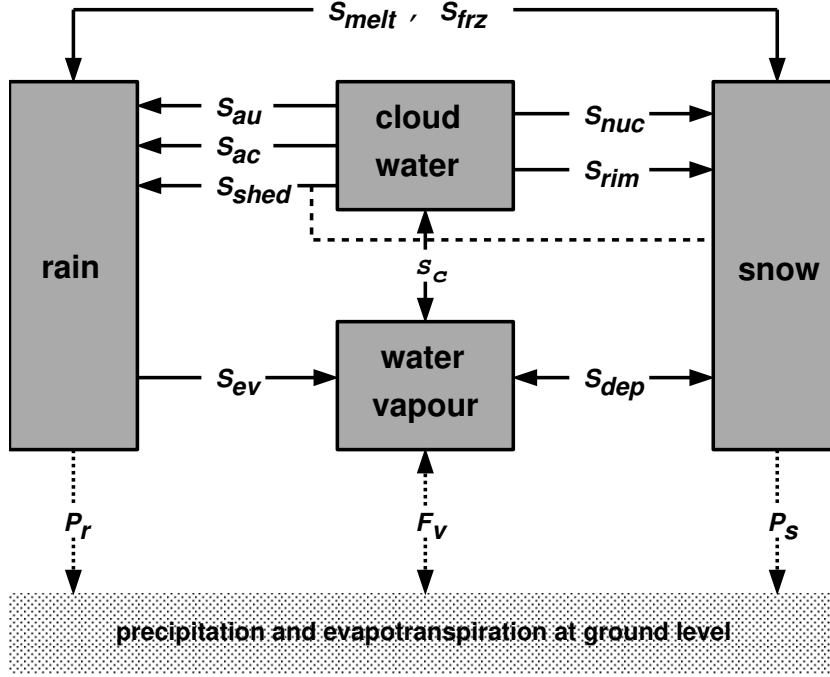 S_melt , S_frz
S_au
S_ac
S_shed
cloud
water
S_nuc
S_rim
rain
s_c
snow
S_ev
water
vapour
S_dep
P_r
F_v
P_s
precipitation and evapotranspiration at ground level